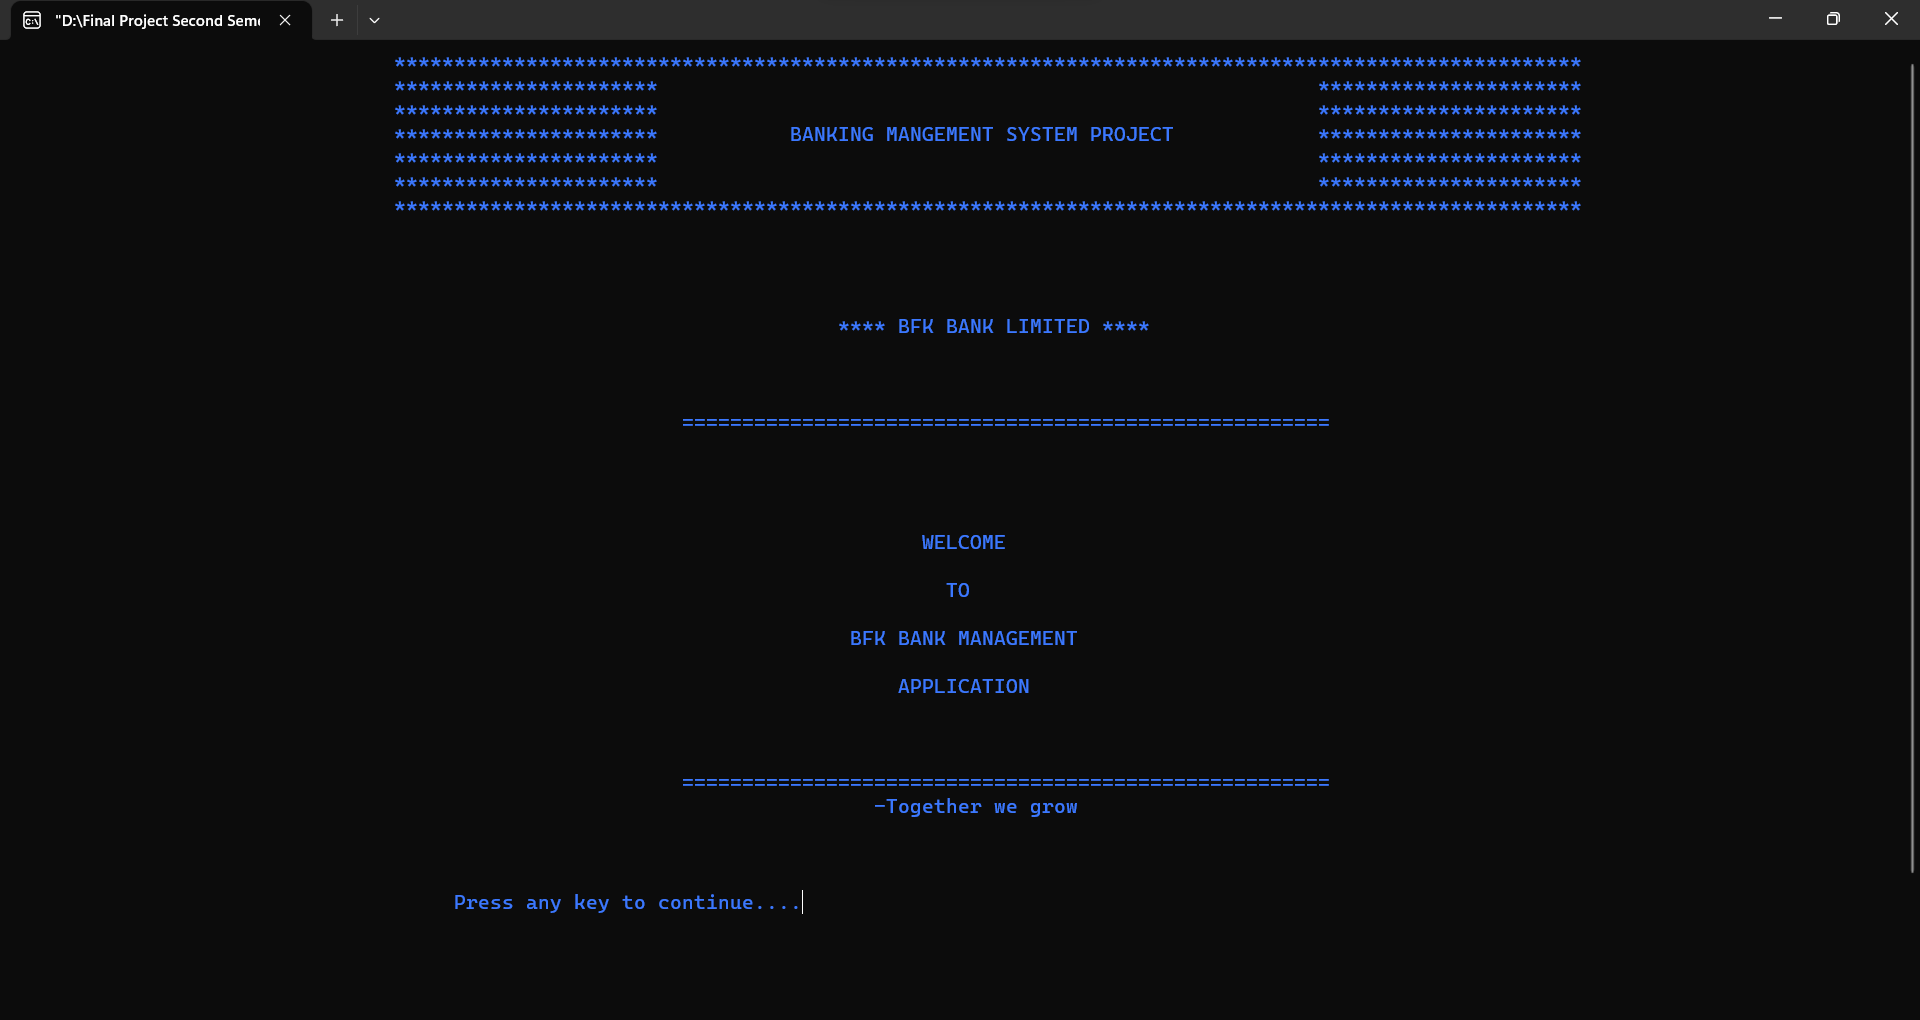 "D:\Final Project Second Sem
***************************************************************************************************
**********************                                                       **********************
**********************                                                       **********************
**********************           BANKING MANGEMENT SYSTEM PROJECT            **********************
**********************                                                       **********************
**********************                                                       **********************
***************************************************************************************************
**** BFK BANK LIMITED ****
======================================================
WELCOME
TO
BFK BANK MANAGEMENT
APPLICATION
======================================================
-Together we grow
Press any key to continue....